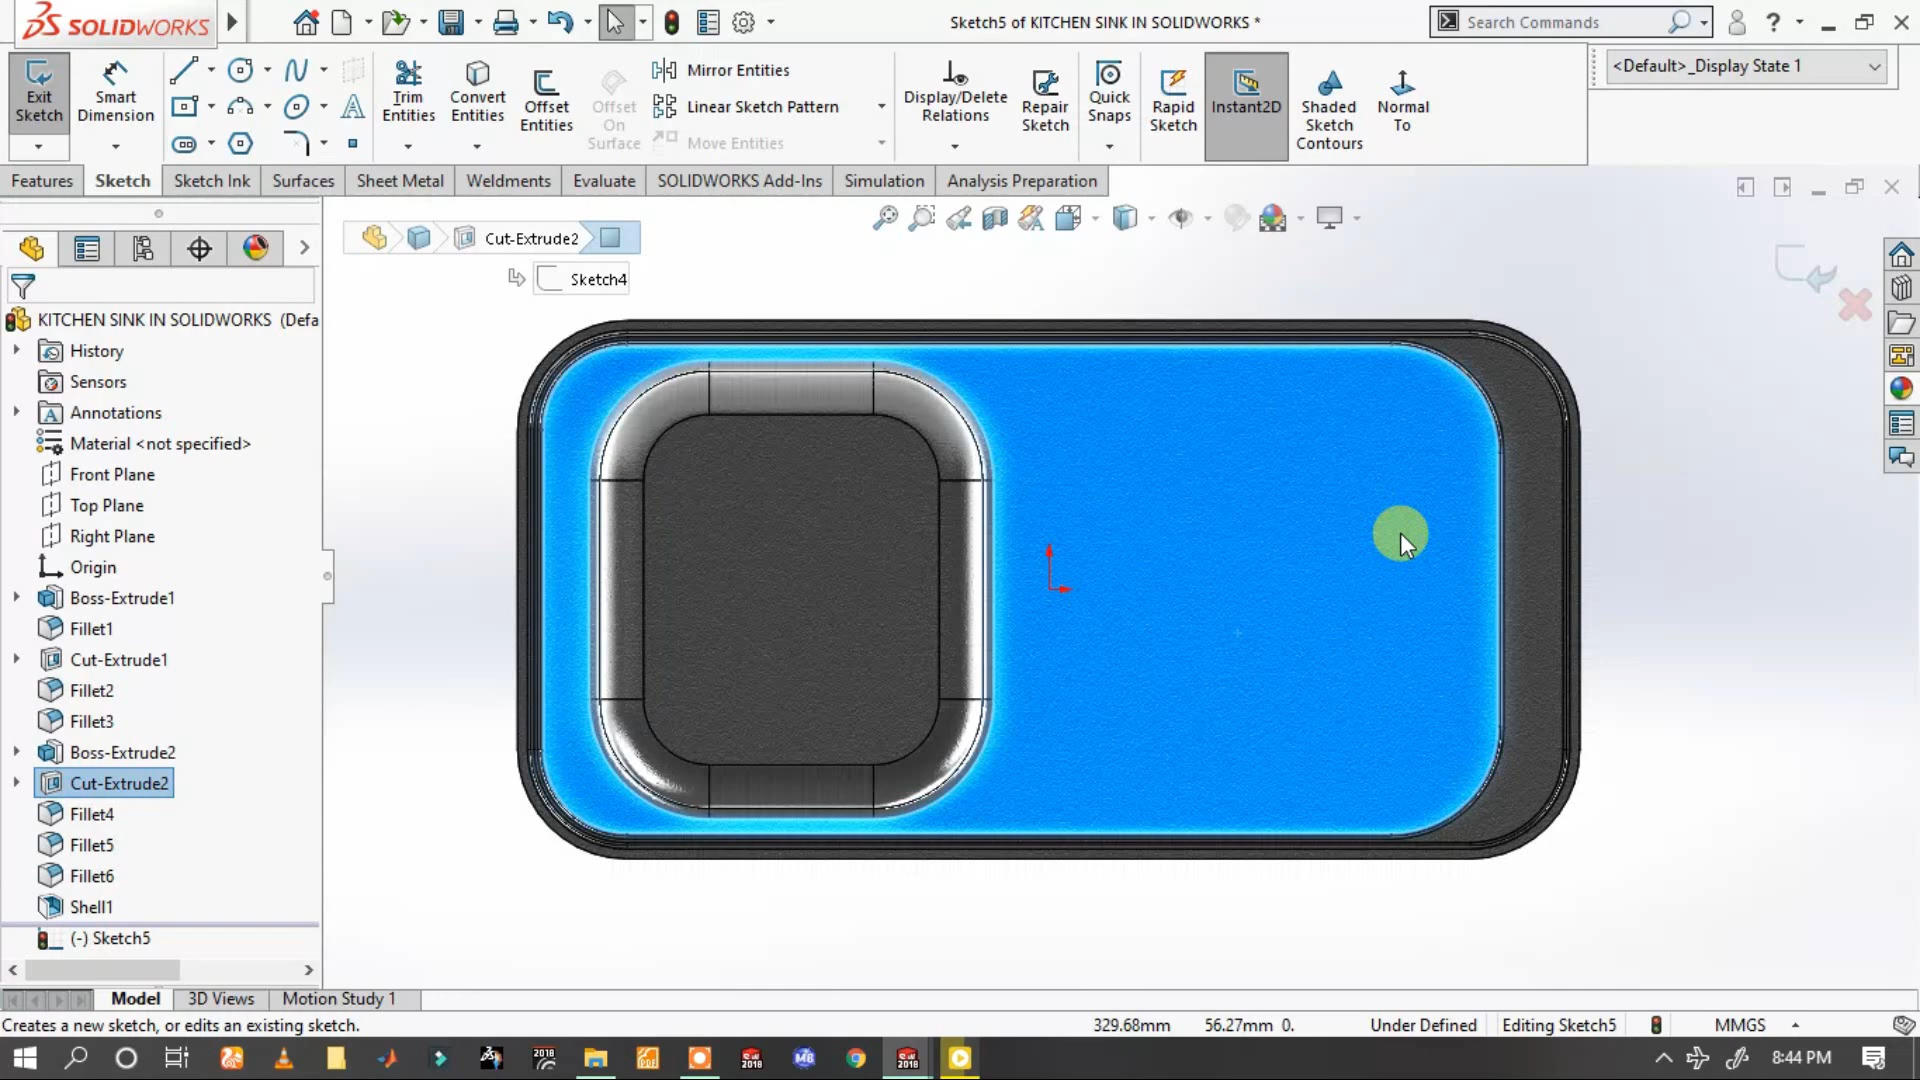 SOLIDWORKS
Sketch5 of KITCHEN SINK IN SOLIDWORKS *
Search Commands
?
Exit Sketch
Smart Dimension
Trim Entities
Convert Entities
Offset Entities
Offset On Surface
Mirror Entities
Linear Sketch Pattern
Move Entities
Display/Delete Relations
Repair Sketch
Quick Snaps
Rapid Sketch
Instant2D
Shaded Sketch Contours
Normal To
<Default>_Display State 1
Features
Sketch
Sketch Ink
Surfaces
Sheet Metal
Weldments
Evaluate
SOLIDWORKS Add-Ins
Simulation
Analysis Preparation
Cut-Extrude2
Sketch4
KITCHEN SINK IN SOLIDWORKS (Defa
History
Sensors
Annotations
Material <not specified>
Front Plane
Top Plane
Right Plane
Origin
Boss-Extrude1
Fillet1
Cut-Extrude1
Fillet2
Fillet3
Boss-Extrude2
Cut-Extrude2
Fillet4
Fillet5
Fillet6
Shell1
(-) Sketch5
Model
3D Views
Motion Study 1
Creates a new sketch, or edits an existing sketch.
329.68mm
56.27mm
0.
Under Defined
Editing Sketch5
MMGS
2018
SW 2018
MB
SW 2018
8:44 PM